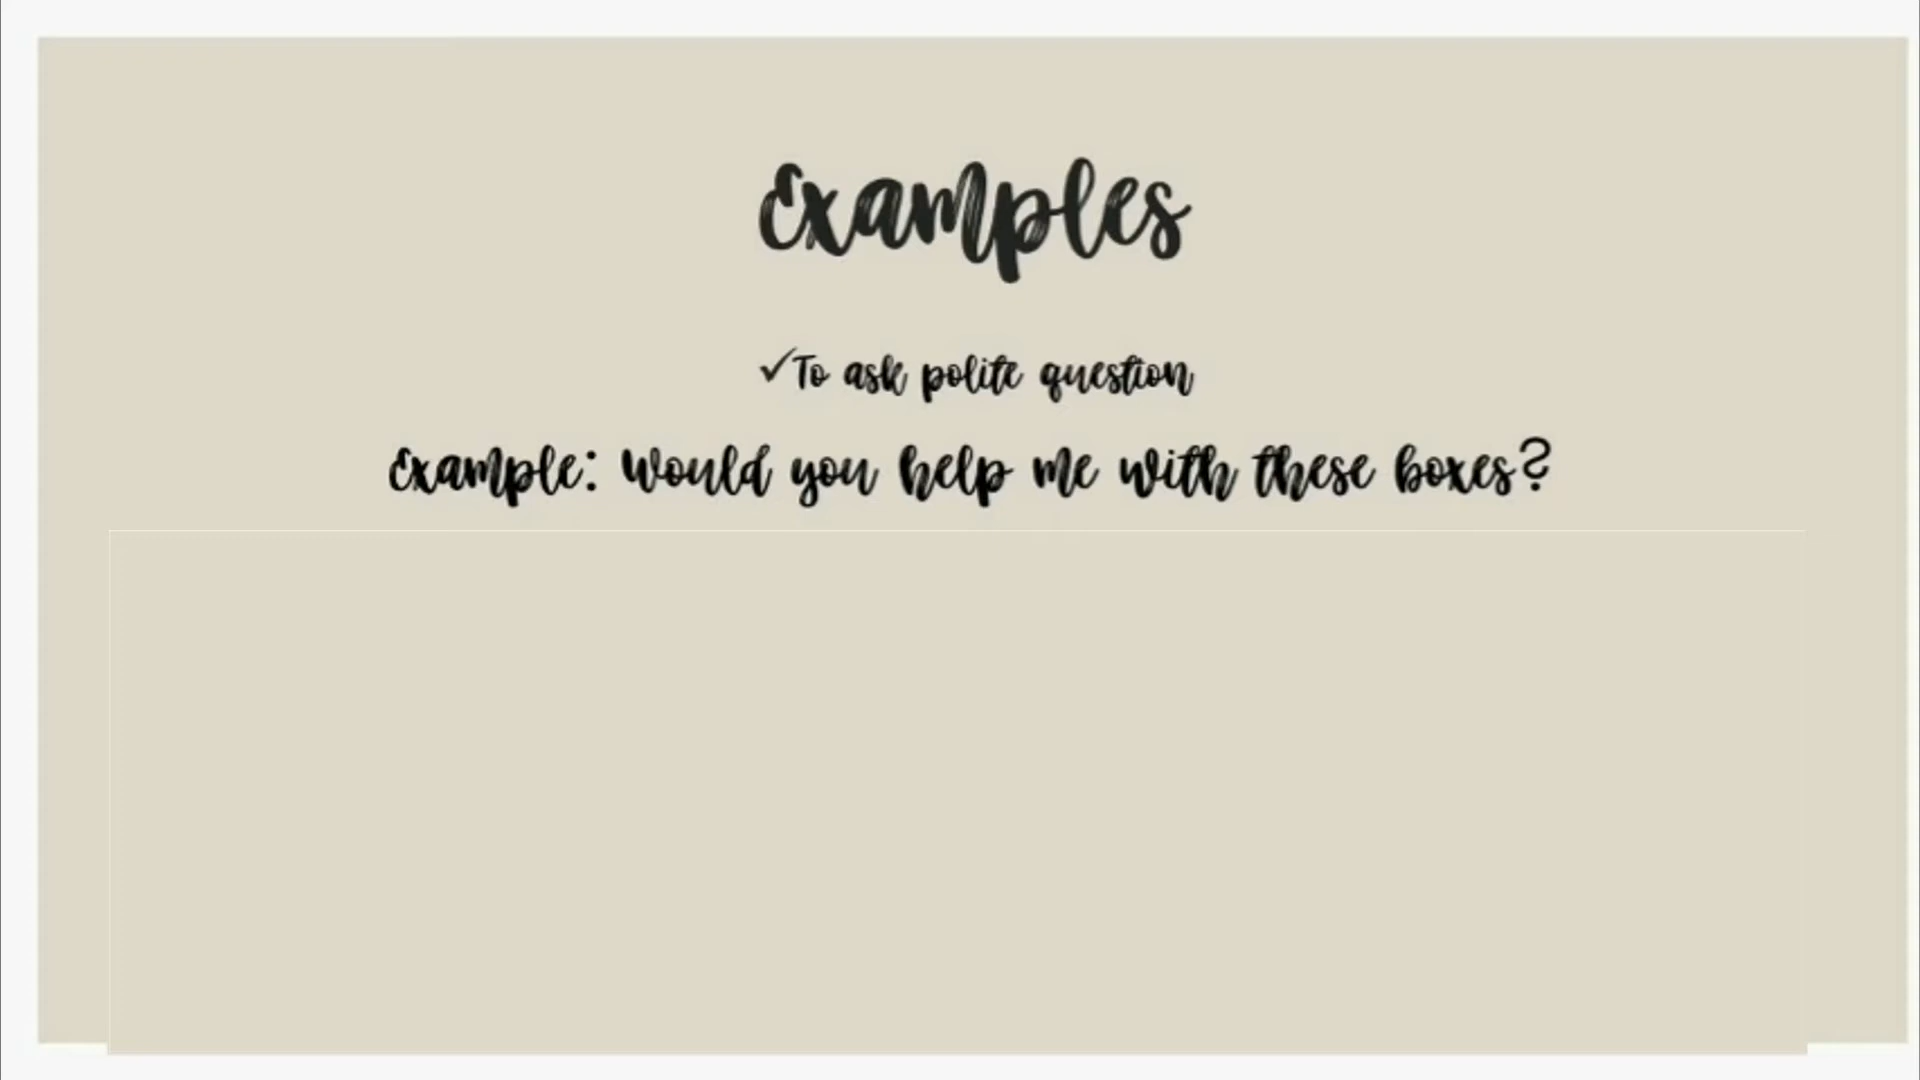 Examples
✓To ask polite question
Example: Would you help me with these boxes?